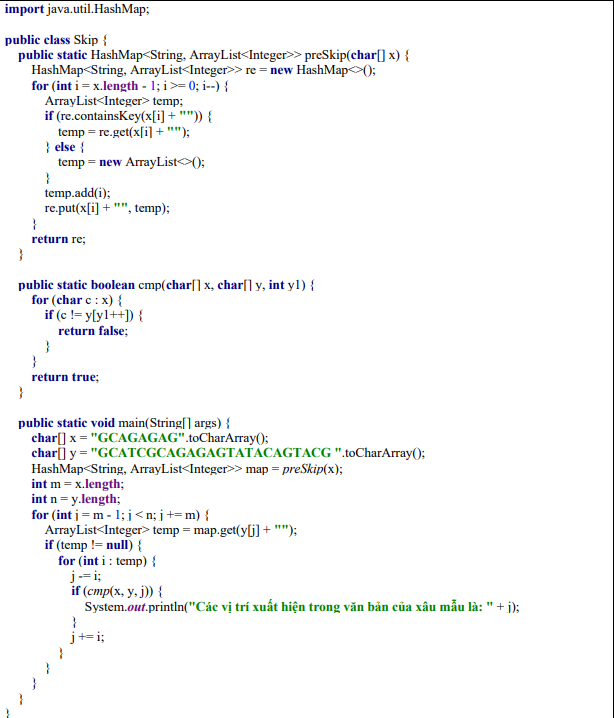 import java.util.HashMap;
public class Skip {
public static HashMap<String, ArrayList<Integer>> preSkip(char[] x) {
HashMap<String, ArrayList<Integer>> re = new HashMap<>();
for (int i = x.length - 1; i >= 0; i--) {
ArrayList<Integer> temp;
if (re.containsKey(x[i] + "")) {
temp = re.get(x[i] + "");
} else {
temp = new ArrayList<>();
}
temp.add(i);
re.put(x[i] + "", temp);
}
return re;
}
public static boolean cmp(char[] x, char[] y, int y1) {
for (char c : x) {
if (c != y[y1++]) {
return false;
}
}
return true;
}
public static void main(String[] args) {
char[] x = "GCAGAGAG".toCharArray();
char[] y = "GCATCGCAGAGAGTATACAGTACG ".toCharArray();
HashMap<String, ArrayList<Integer>> map = preSkip(x);
int m = x.length;
int n = y.length;
for (int j = m - 1; j < n; j += m) {
ArrayList<Integer> temp = map.get(y[j] + "");
if (temp != null) {
for (int i : temp) {
j -= i;
if (cmp(x, y, j)) {
System.out.println("Các vị trí xuất hiện trong văn bản của xâu mẫu là: " + j);
}
j += i;
}
}
}
}
}